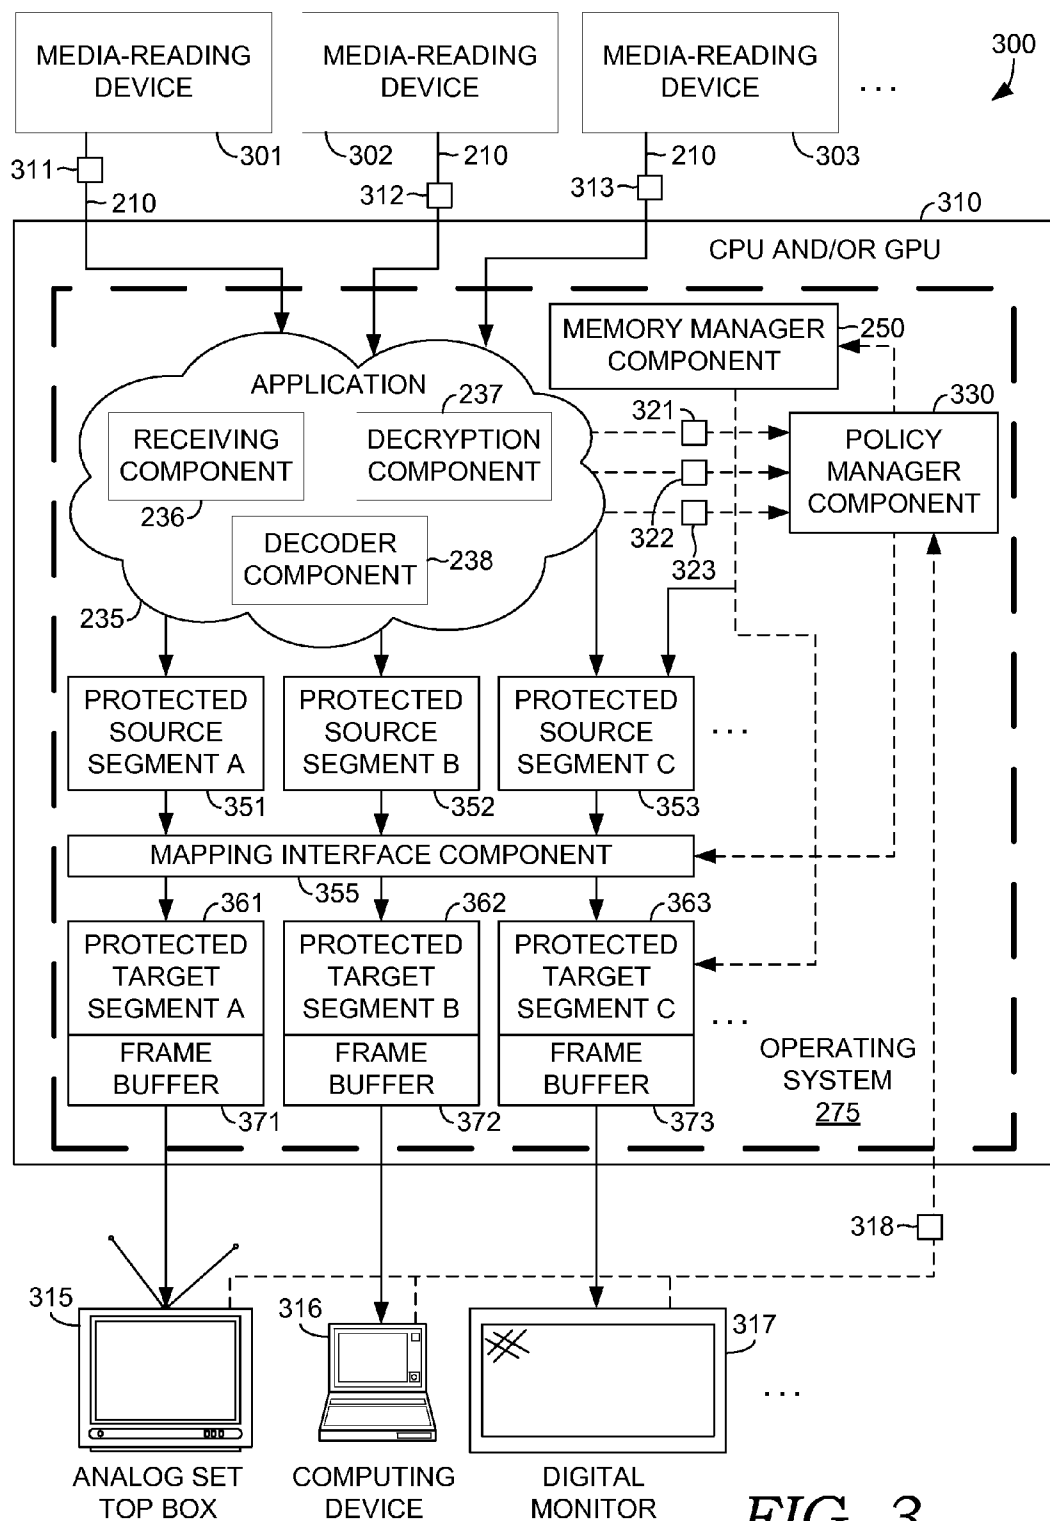 MEDIA-READING
DEVICE
MEDIA-READING
DEVICE
MEDIA-READING
DEVICE
...
300
301
302
303
311
210
312
210
313
210
310
CPU AND/OR GPU
MEMORY MANAGER
COMPONENT
250
APPLICATION
237
321
330
RECEIVING
COMPONENT
DECRYPTION
COMPONENT
POLICY
MANAGER
COMPONENT
236
322
DECODER
COMPONENT
238
323
235
PROTECTED
SOURCE
SEGMENT A
PROTECTED
SOURCE
SEGMENT B
PROTECTED
SOURCE
SEGMENT C
...
351
352
353
MAPPING INTERFACE COMPONENT
355
361
362
363
PROTECTED
TARGET
SEGMENT A
PROTECTED
TARGET
SEGMENT B
PROTECTED
TARGET
SEGMENT C
...
FRAME
BUFFER
FRAME
BUFFER
FRAME
BUFFER
OPERATING
SYSTEM
275
371
372
373
318
315
316
317
...
ANALOG SET
TOP BOX
COMPUTING
DEVICE
DIGITAL
MONITOR
FIG. 3